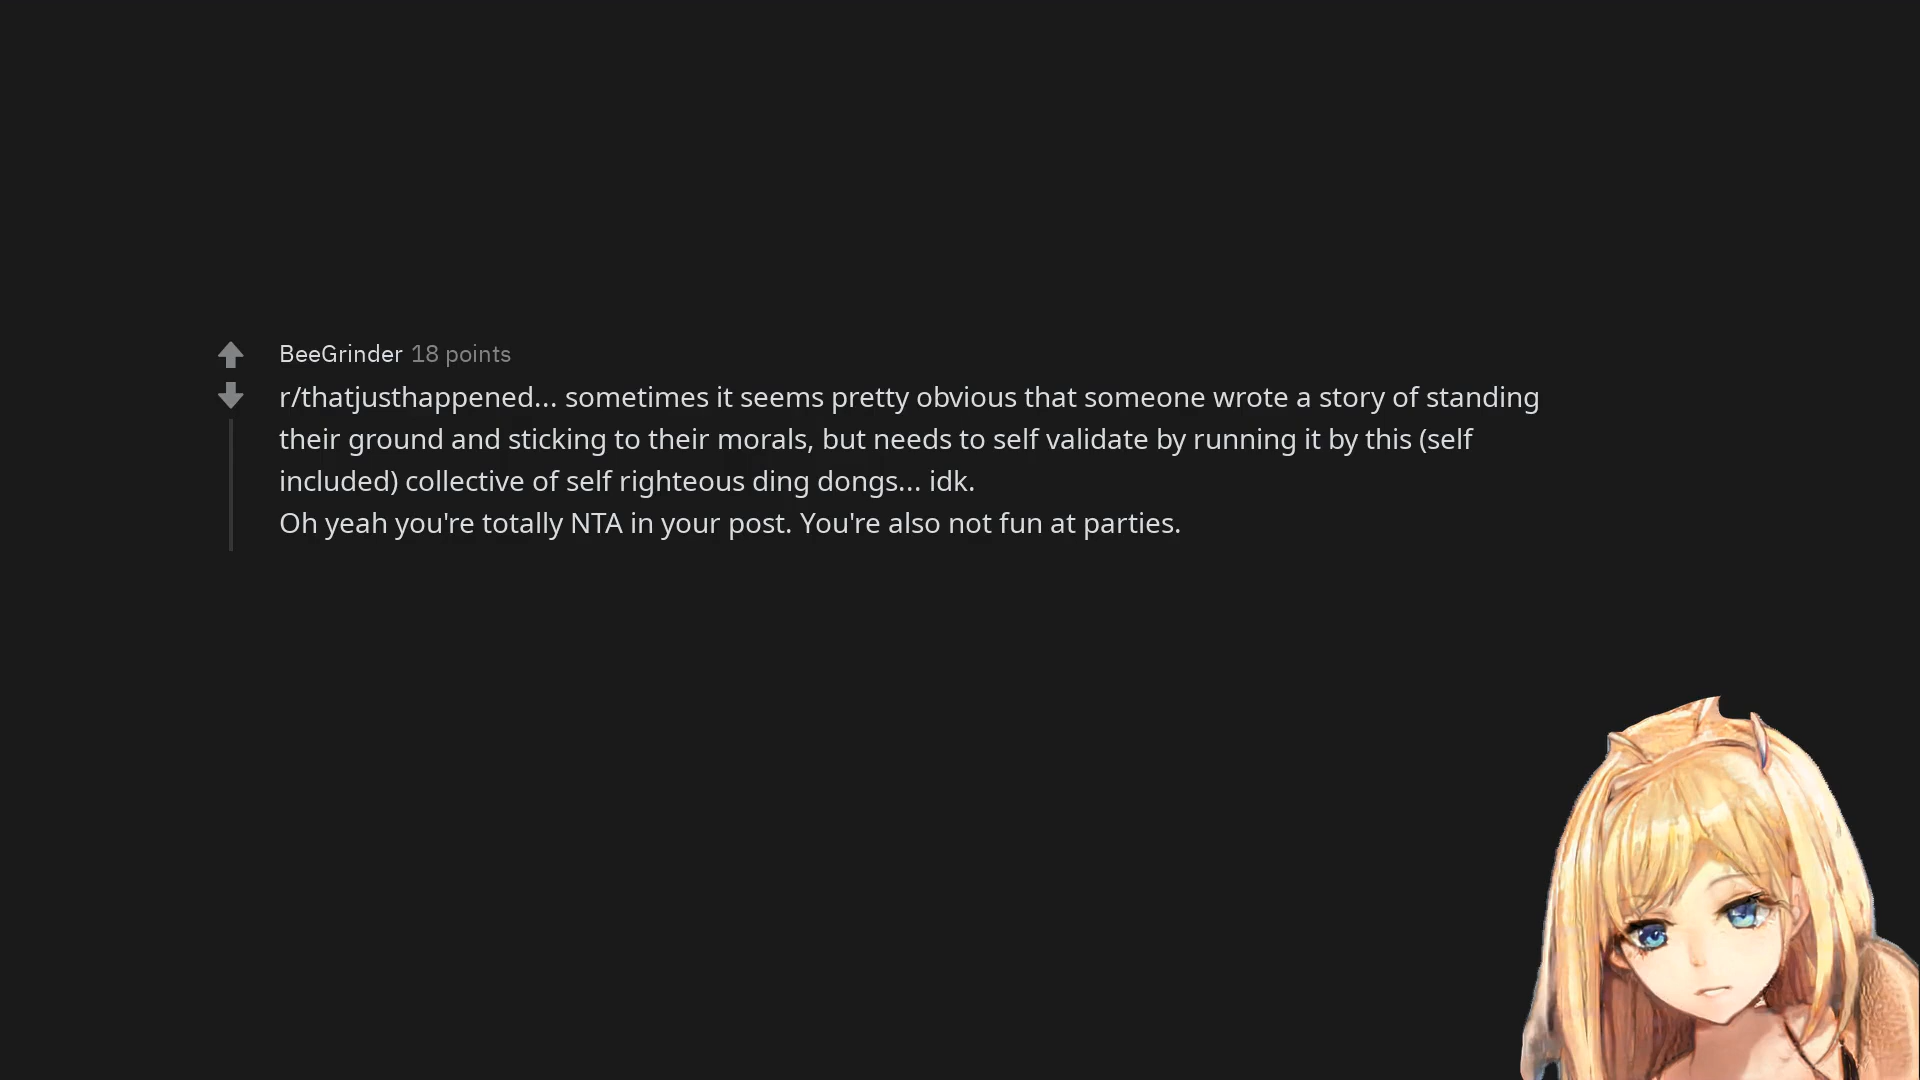 BeeGrinder 18 points
r/thatjusthappened... sometimes it seems pretty obvious that someone wrote a story of standing
their ground and sticking to their morals, but needs to self validate by running it by this (self
included) collective of self righteous ding dongs... idk.
Oh yeah you're totally NTA in your post. You're also not fun at parties.